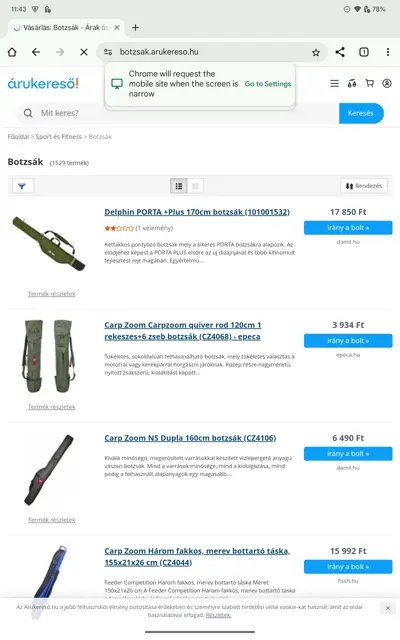 11:43
78%
Vásárlás: Botzsák - Árak ös
botzsak.arukereso.hu
1
Chrome will request the
mobile site when the screen is
narrow
Go to Settings
árukereső!
Mit keres?
Keresés
Főoldal > Sport és Fitness > Botzsák
Botzsák (1529 termék)
Rendezés
Delphin PORTA +Plus 170cm botzsák (101001532)
17 850 Ft
(1 vélemény)
irány a bolt »
damil.hu
Kétfakkos pontyozó botzsák mely a sikeres PORTA botzsákra alapozik. Az
elődjéhez képest a PORTA PLUS elsőre az új dizájnjával és több kifinomult
fejlesztést rejt magában. Egyértelmű...
Termék részletek
Carp Zoom Carpzoom quiver rod 120cm 1
rekeszes+6 zseb botzsák (CZ4068) - epeca
3 934 Ft
irány a bolt »
epeca.hu
Tökéletes, sokoldalúan felhasználható botzsák, mely tökéletes választás a
motorral vagy kerékpárral horgászni járóknak. Közép része nagyméretű,
nyitott zsákszerű, kialakítást kapott...
Termék részletek
Carp Zoom NS Dupla 160cm botzsák (CZ4106)
6 490 Ft
irány a bolt »
damil.hu
Kiváló minőségű, megerősített varrásokkal készített vízlepergető anyagú
vászon botzsák. Mind a varrások minősége, mind a kidolgozása, mind
pedig a felhasznált alapanyagok egy magasabb...
Termék részletek
Carp Zoom Három fakkos, merev bottartó táska,
155x21x26 cm (CZ4044)
15 992 Ft
irány a bolt »
fisch.hu
Feeder Competition Három fakkos, merev bottartó táska Méret:
155x21x26 cm Feeder Competition Három fakkos, merev bottartó táska
Az Árukereső.hu a jobb felhasználói élmény biztosítása érdekében és személyre szabott hirdetési céllal cookie-kat használ, amit az oldal
használatával elfogad. Részletek.